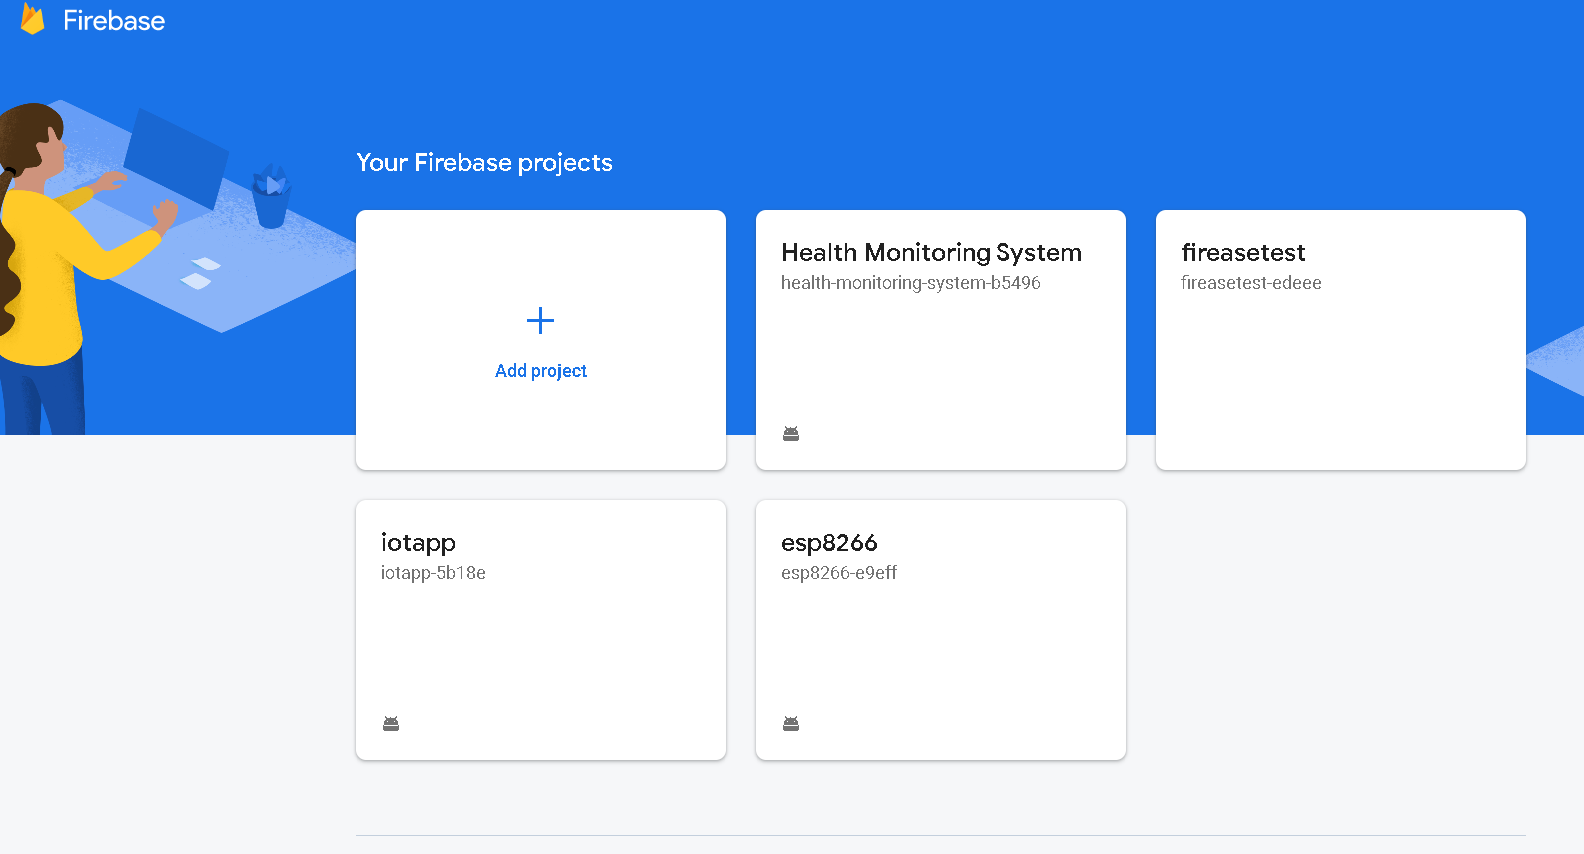 Firebase
Your Firebase projects
Add project
Health Monitoring System
health-monitoring-system-b5496
fireasetest
fireasetest-edeee
iotapp
iotapp-5b18e
esp8266
esp8266-e9eff